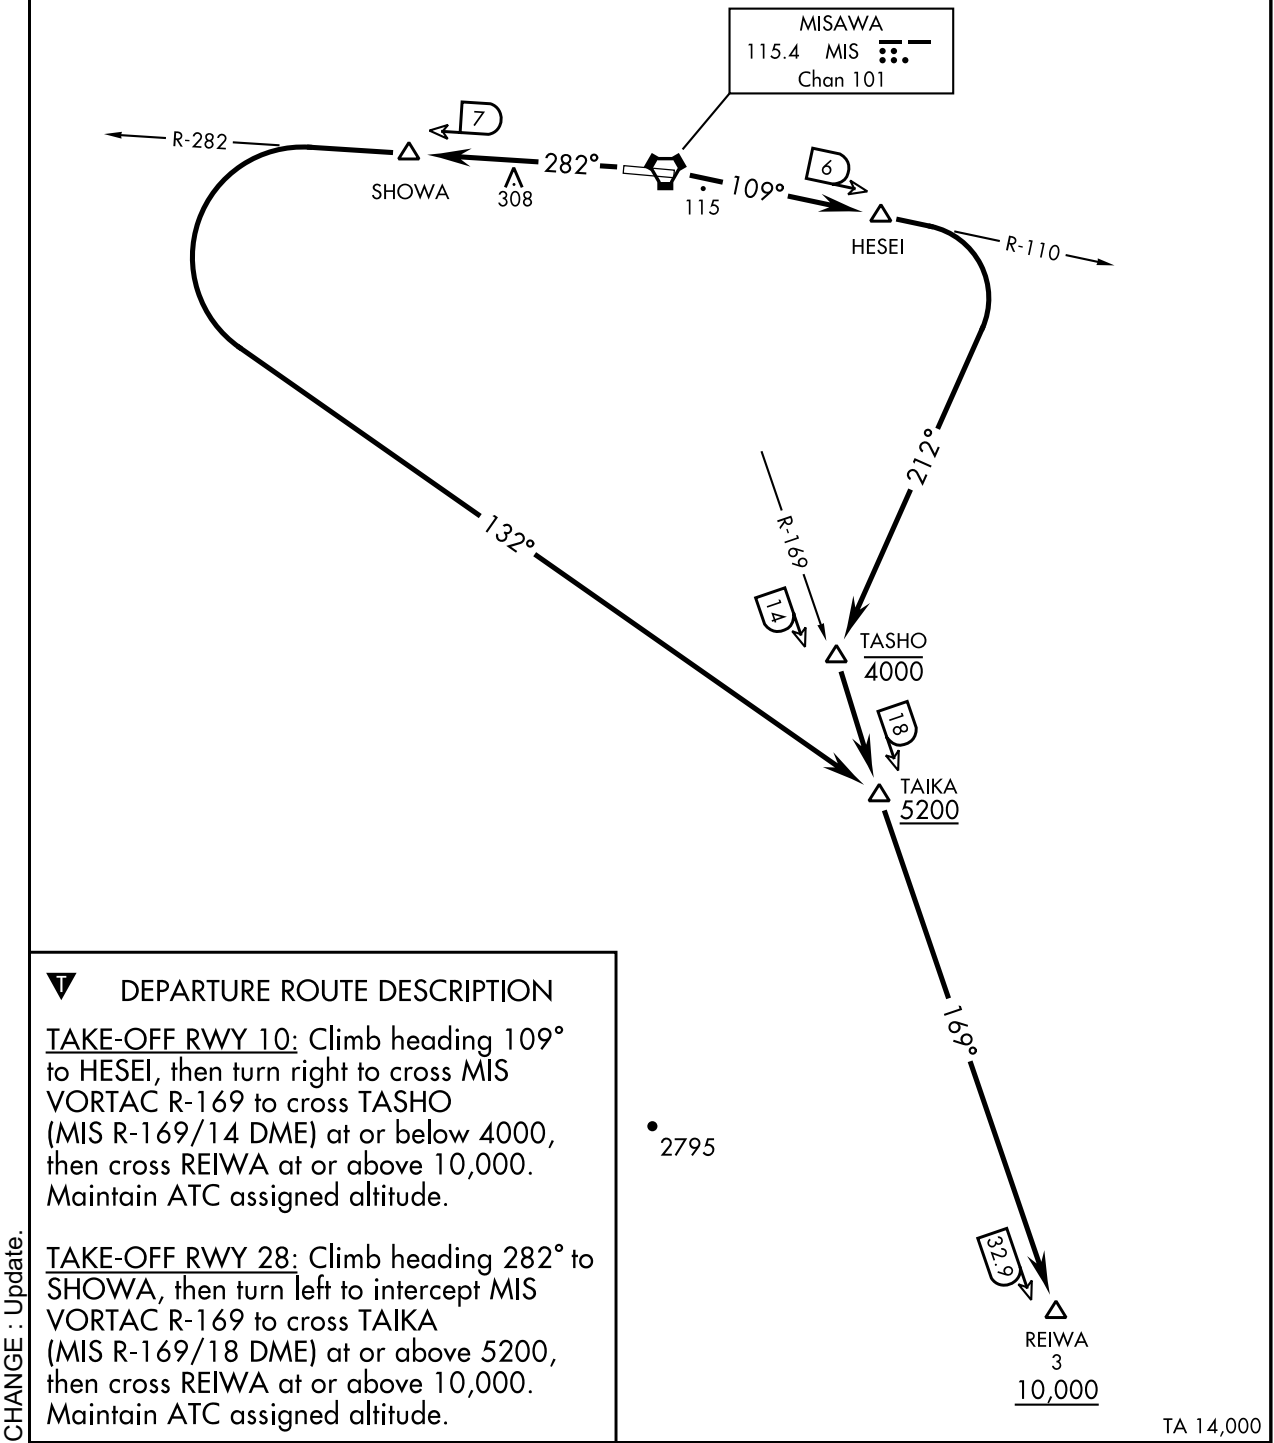 MISAWA
115.4 MIS
Chan 101
R-282
7
SHOWA
282°
308
115
109°
6
HESEI
R-110
212°
132°
R-169
14
TASHO
4000
18
TAIKA
5200
169°
2795
32.9
REIWA
3
10,000
TA 14,000
T DEPARTURE ROUTE DESCRIPTION
TAKE-OFF RWY 10: Climb heading 109°
to HESEI, then turn right to cross MIS
VORTAC R-169 to cross TASHO
(MIS R-169/14 DME) at or below 4000,
then cross REIWA at or above 10,000.
Maintain ATC assigned altitude.
TAKE-OFF RWY 28: Climb heading 282° to
SHOWA, then turn left to intercept MIS
VORTAC R-169 to cross TAIKA
(MIS R-169/18 DME) at or above 5200,
then cross REIWA at or above 10,000.
Maintain ATC assigned altitude.
CHANGE : Update.